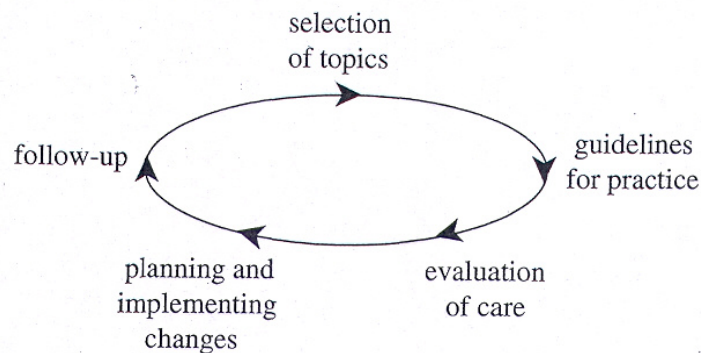 selection
of topics
guidelines
for practice
evaluation
of care
planning and
implementing
changes
follow-up